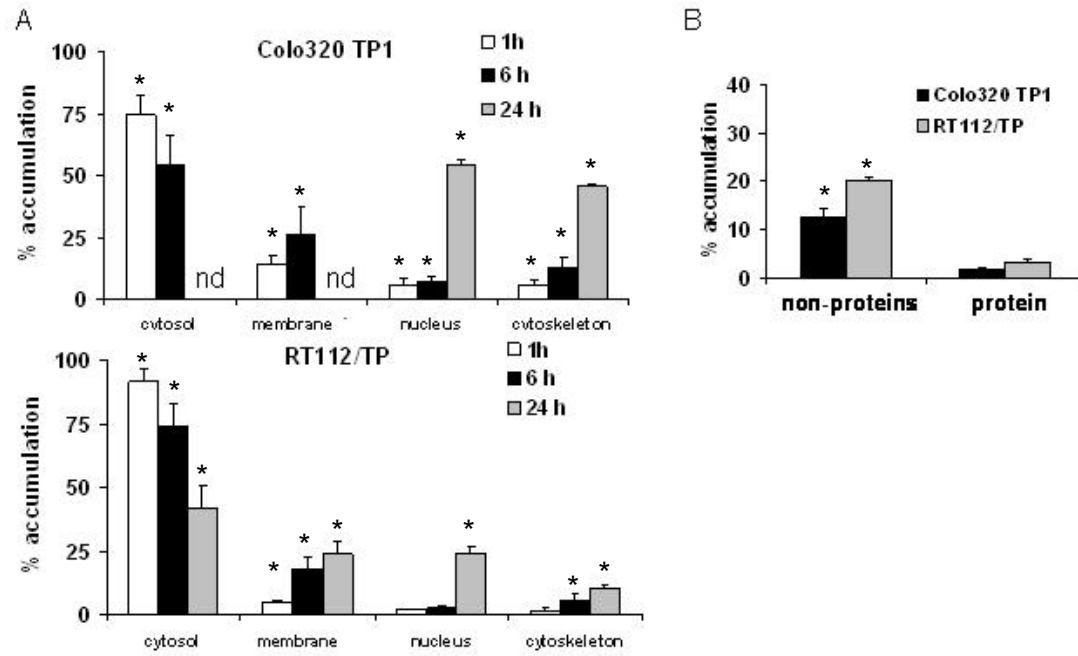 A
Colo320 TP1
1h
6 h
24 h
% accumulation
100
75
50
25
0
* * * * * * * * * *
nd nd
cytosol membrane nucleus cytoskeleton
RT112/TP
1h
6 h
24 h
% accumulation
100
75
50
25
0
* * * * * * * * *
cytosol membrane nucleus cytoskeleton
B
Colo320 TP1
RT112/TP
% accumulation
40
30
20
10
0
* *
non-proteins protein